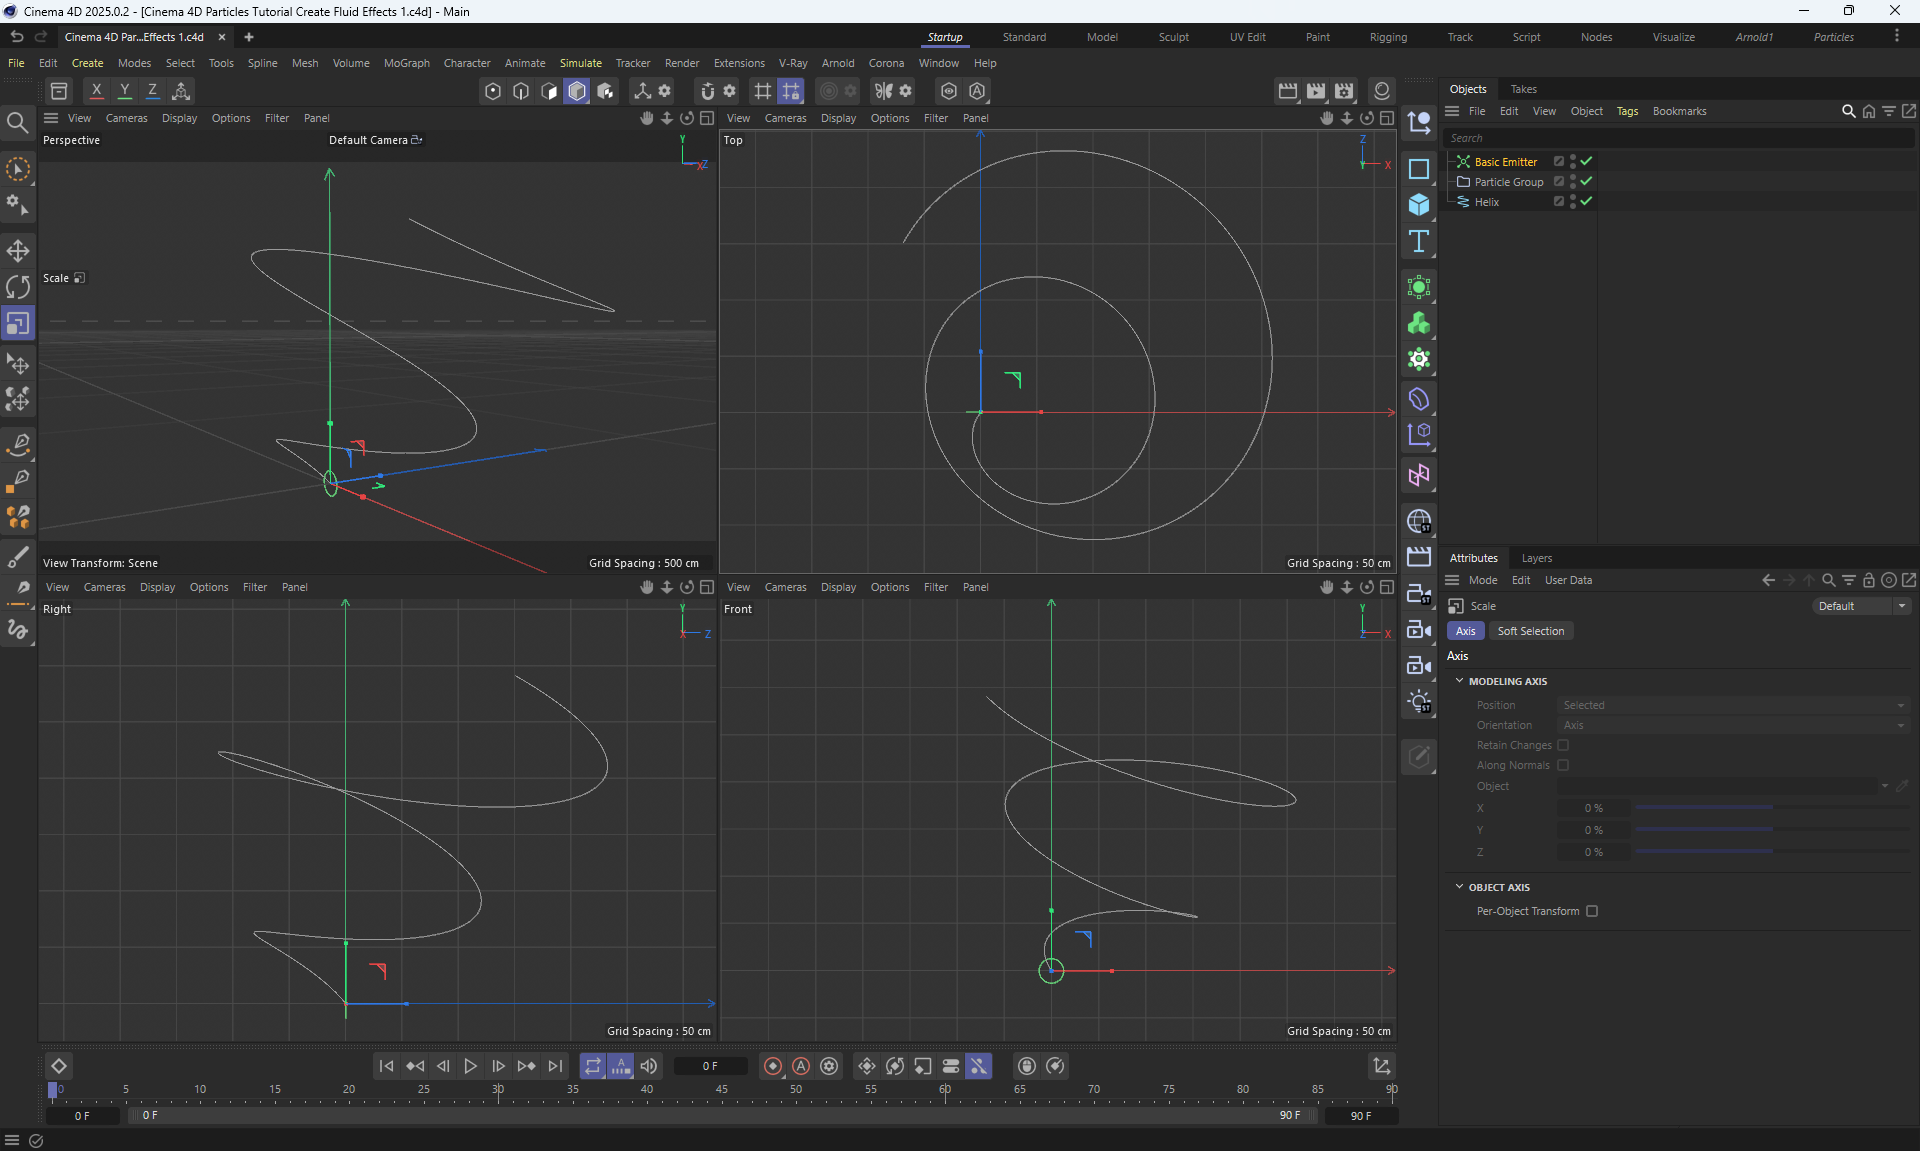 Cinema 4D 2025.0.2 - [Cinema 4D Particles Tutorial Create Fluid Effects 1.c4d] - Main
Cinema 4D Par...Effects 1.c4d
Startup Standard Model Sculpt UV Edit Paint Rigging Track Script Nodes Visualize Arnold1 Particles
File Edit Create Modes Select Tools Spline Mesh Volume MoGraph Character Animate Simulate Tracker Render Extensions V-Ray Arnold Corona Window Help
X Y Z
Objects Takes
File Edit View Object Tags Bookmarks
Search
Basic Emitter
Particle Group
Helix
View Cameras Display Options Filter Panel
Perspective
Default Camera
Y
X Z
Scale
View Transform: Scene
Grid Spacing : 500 cm
View Cameras Display Options Filter Panel
Top
Z
Y X
Grid Spacing : 50 cm
View Cameras Display Options Filter Panel
Right
Y
X Z
Grid Spacing : 50 cm
View Cameras Display Options Filter Panel
Front
Y
Z X
Grid Spacing : 50 cm
ST
ST
ST
Attributes Layers
Mode Edit User Data
Scale
Default
Axis Soft Selection
Axis
MODELING AXIS
Position Selected
Orientation Axis
Retain Changes
Along Normals
Object
X 0 %
Y 0 %
Z 0 %
OBJECT AXIS
Per-Object Transform
A
0 F
A
0 5 10 15 20 25 30 35 40 45 50 55 60 65 70 75 80 85 90
0 F 0 F 90 F 90 F